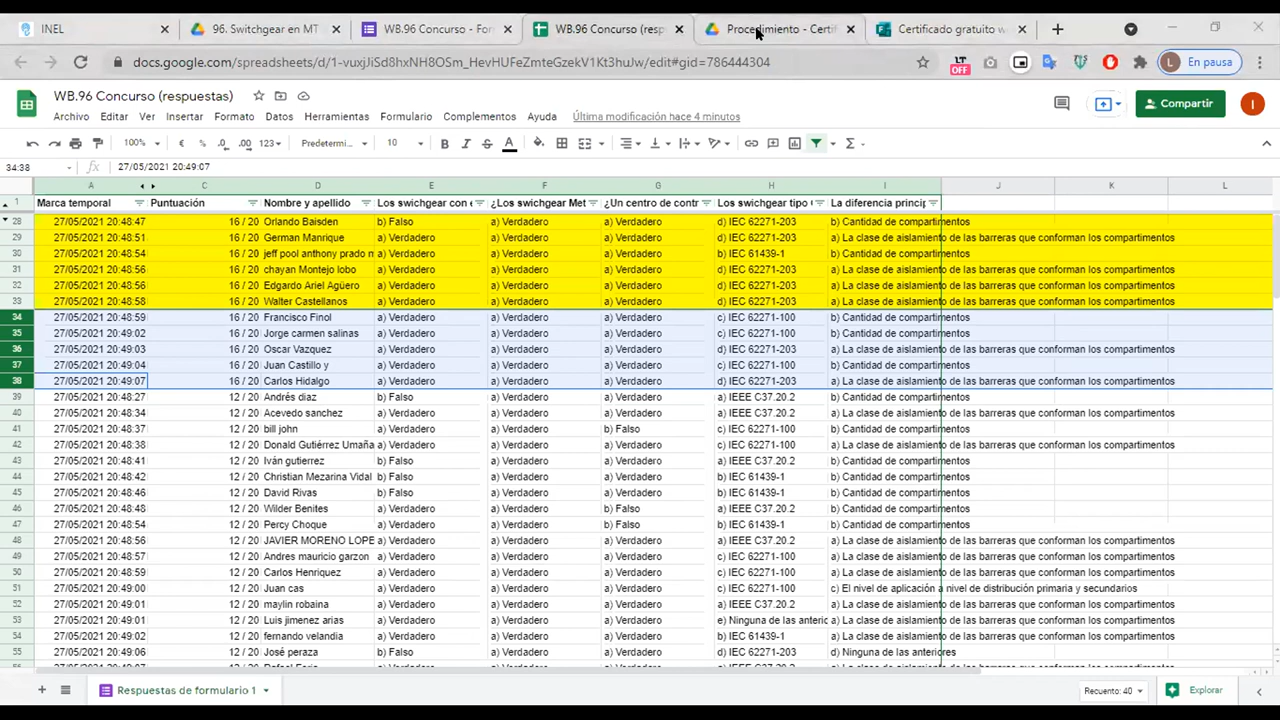 INEL
96. Switchgear en MT
WB.96 Concurso - For
WB.96 Concurso (resp
Procedimiento - Certif
Certificado gratuito w
docs.google.com/spreadsheets/d/1-vuxjJiSd8hxNH8OSm_HevHUFeZmteGzekV1Kt3huJw/edit#gid=786444304
LT OFF
L En pausa
WB.96 Concurso (respuestas)
Archivo Editar Ver Insertar Formato Datos Herramientas Formulario Complementos Ayuda Última modificación hace 4 minutos
Compartir
I
100% € % .0 .00 123 Predetermi... 10 B I S A
34:38 fx 27/05/2021 20:49:07
A C D E F G H I J K L
1 Marca temporal Puntuación Nombre y apellido Los swichgear con e ¿Los swichgear Met ¿Un centro de contr Los swichgear tipo La diferencia princip
28 27/05/2021 20:48:47 16 / 20 Orlando Baisden b) Falso a) Verdadero a) Verdadero d) IEC 62271-203 b) Cantidad de compartimentos
29 27/05/2021 20:48:51 16 / 20 German Manrique a) Verdadero a) Verdadero a) Verdadero d) IEC 62271-203 a) La clase de aislamiento de las barreras que conforman los compartimentos
30 27/05/2021 20:48:54 16 / 20 jeff pool anthony prado m a) Verdadero a) Verdadero a) Verdadero b) IEC 61439-1 b) Cantidad de compartimentos
31 27/05/2021 20:48:56 16 / 20 chayan Montejo lobo a) Verdadero a) Verdadero a) Verdadero d) IEC 62271-203 a) La clase de aislamiento de las barreras que conforman los compartimentos
32 27/05/2021 20:48:56 16 / 20 Edgardo Ariel Agüero a) Verdadero a) Verdadero a) Verdadero d) IEC 62271-203 a) La clase de aislamiento de las barreras que conforman los compartimentos
33 27/05/2021 20:48:58 16 / 20 Walter Castellanos a) Verdadero a) Verdadero a) Verdadero d) IEC 62271-203 a) La clase de aislamiento de las barreras que conforman los compartimentos
34 27/05/2021 20:48:59 16 / 20 Francisco Finol a) Verdadero a) Verdadero a) Verdadero c) IEC 62271-100 b) Cantidad de compartimentos
35 27/05/2021 20:49:02 16 / 20 Jorge carmen salinas a) Verdadero a) Verdadero a) Verdadero c) IEC 62271-100 b) Cantidad de compartimentos
36 27/05/2021 20:49:03 16 / 20 Oscar Vazquez a) Verdadero a) Verdadero a) Verdadero d) IEC 62271-203 a) La clase de aislamiento de las barreras que conforman los compartimentos
37 27/05/2021 20:49:04 16 / 20 Juan Castillo y a) Verdadero a) Verdadero a) Verdadero c) IEC 62271-100 b) Cantidad de compartimentos
38 27/05/2021 20:49:07 16 / 20 Carlos Hidalgo a) Verdadero a) Verdadero a) Verdadero d) IEC 62271-203 a) La clase de aislamiento de las barreras que conforman los compartimentos
39 27/05/2021 20:48:27 12 / 20 Andrés diaz b) Falso a) Verdadero a) Verdadero a) IEEE C37.20.2 b) Cantidad de compartimentos
40 27/05/2021 20:48:34 12 / 20 Acevedo sanchez a) Verdadero a) Verdadero a) Verdadero a) IEEE C37.20.2 a) La clase de aislamiento de las barreras que conforman los compartimentos
41 27/05/2021 20:48:37 12 / 20 bill john a) Verdadero a) Verdadero b) Falso c) IEC 62271-100 b) Cantidad de compartimentos
42 27/05/2021 20:48:38 12 / 20 Donald Gutiérrez Umaña a) Verdadero a) Verdadero a) Verdadero c) IEC 62271-100 a) La clase de aislamiento de las barreras que conforman los compartimentos
43 27/05/2021 20:48:41 12 / 20 Iván gutierrez b) Falso a) Verdadero a) Verdadero a) IEEE C37.20.2 b) Cantidad de compartimentos
44 27/05/2021 20:48:42 12 / 20 Christian Mezarina Vidal b) Falso a) Verdadero a) Verdadero b) IEC 61439-1 b) Cantidad de compartimentos
45 27/05/2021 20:48:46 12 / 20 David Rivas b) Falso a) Verdadero a) Verdadero c) IEC 62271-100 b) Cantidad de compartimentos
46 27/05/2021 20:48:48 12 / 20 Wilder Benites a) Verdadero a) Verdadero b) Falso b) IEC 61439-1 b) Cantidad de compartimentos
47 27/05/2021 20:48:54 12 / 20 Percy Choque a) Verdadero a) Verdadero b) Falso b) IEC 61439-1 b) Cantidad de compartimentos
48 27/05/2021 20:48:56 12 / 20 JAVIER MORENO LOPE a) Verdadero a) Verdadero a) Verdadero a) IEEE C37.20.2 a) La clase de aislamiento de las barreras que conforman los compartimentos
49 27/05/2021 20:48:57 12 / 20 Andres mauricio garzon a) Verdadero a) Verdadero a) Verdadero c) IEC 62271-100 a) La clase de aislamiento de las barreras que conforman los compartimentos
50 27/05/2021 20:48:59 12 / 20 Carlos Henriquez a) Verdadero a) Verdadero a) Verdadero c) IEC 62271-100 a) La clase de aislamiento de las barreras que conforman los compartimentos
51 27/05/2021 20:49:00 12 / 20 Juan cas a) Verdadero a) Verdadero a) Verdadero c) IEC 62271-100 c) El nivel de aplicación a nivel de distribución primaria y secundarios
52 27/05/2021 20:49:01 12 / 20 maylin robaina a) Verdadero a) Verdadero a) Verdadero a) IEEE C37.20.2 a) La clase de aislamiento de las barreras que conforman los compartimentos
53 27/05/2021 20:49:01 12 / 20 Luis jimenez arias a) Verdadero a) Verdadero a) Verdadero e) Ninguna de las anteric a) La clase de aislamiento de las barreras que conforman los compartimentos
54 27/05/2021 20:49:02 12 / 20 fernando velandia a) Verdadero a) Verdadero a) Verdadero b) IEC 61439-1 a) La clase de aislamiento de las barreras que conforman los compartimentos
55 27/05/2021 20:49:06 12 / 20 José peraza b) Falso a) Verdadero a) Verdadero c) IEC 62271-100 d) Ninguna de las anteriores
Respuestas de formulario 1
Recuento: 40
Explorar